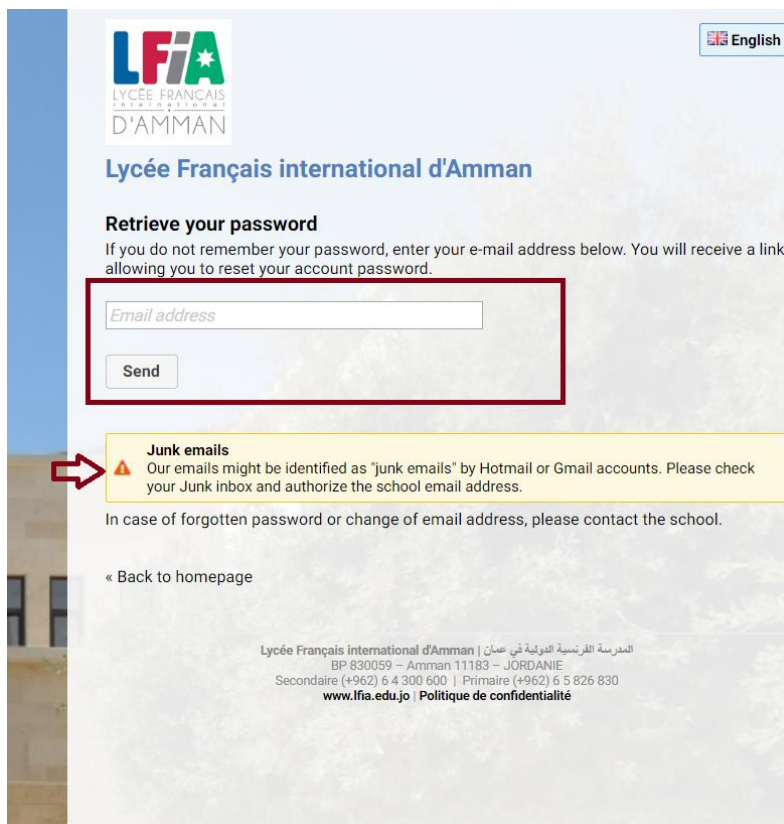 LFiA
LYCÉE FRANÇAIS
international
D'AMMAN
English
Lycée Français international d'Amman
Retrieve your password
If you do not remember your password, enter your e-mail address below. You will receive a link
allowing you to reset your account password.
Email address
Send
Junk emails
Our emails might be identified as "junk emails" by Hotmail or Gmail accounts. Please check
your Junk inbox and authorize the school email address.
In case of forgotten password or change of email address, please contact the school.
« Back to homepage
Lycée Français international d'Amman | المدرسة الفرنسية الدولية في عمان
BP 830059 – Amman 11183 – JORDANIE
Secondaire (+962) 6 4 300 600 | Primaire (+962) 6 5 826 830
www.lfia.edu.jo | Politique de confidentialité